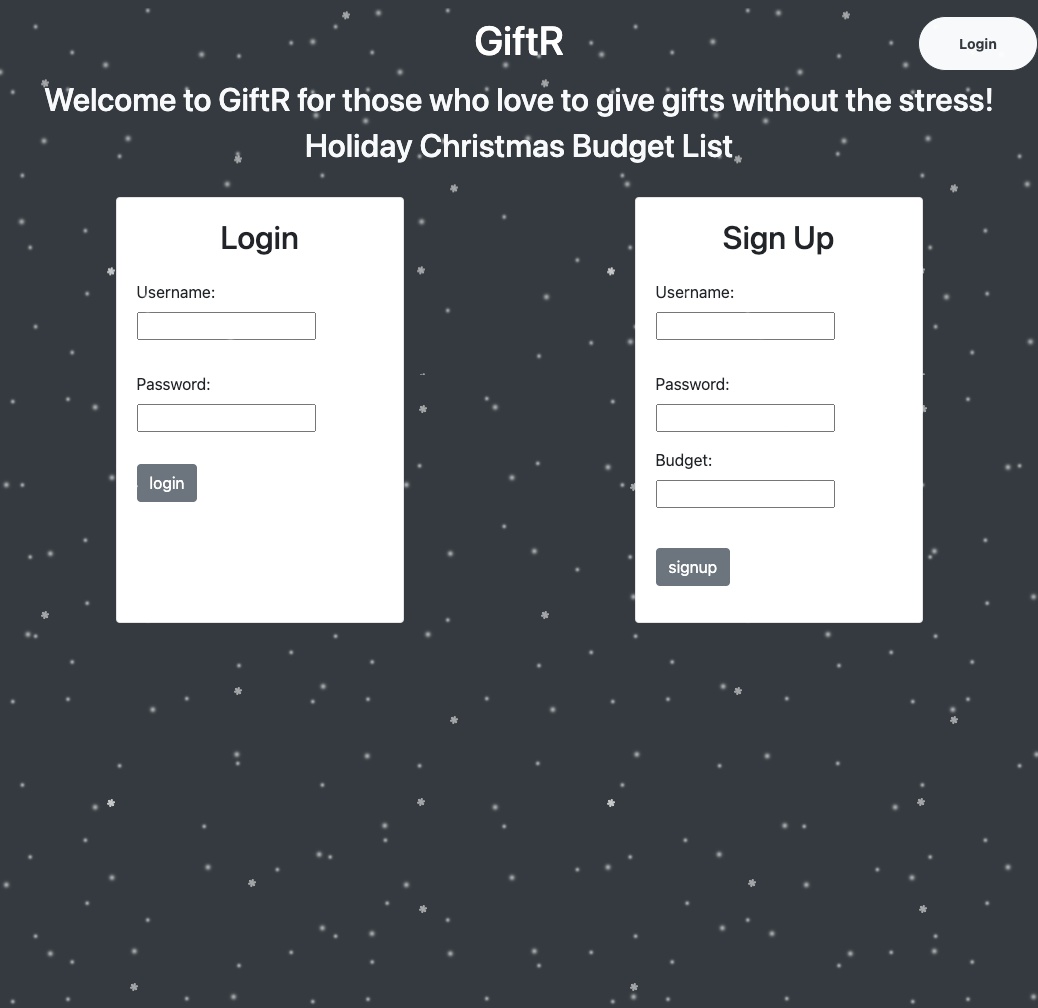 GiftR
Login
Welcome to GiftR for those who love to give gifts without the stress!
Holiday Christmas Budget List
Login
Username:
Password:
login
Sign Up
Username:
Password:
Budget:
signup